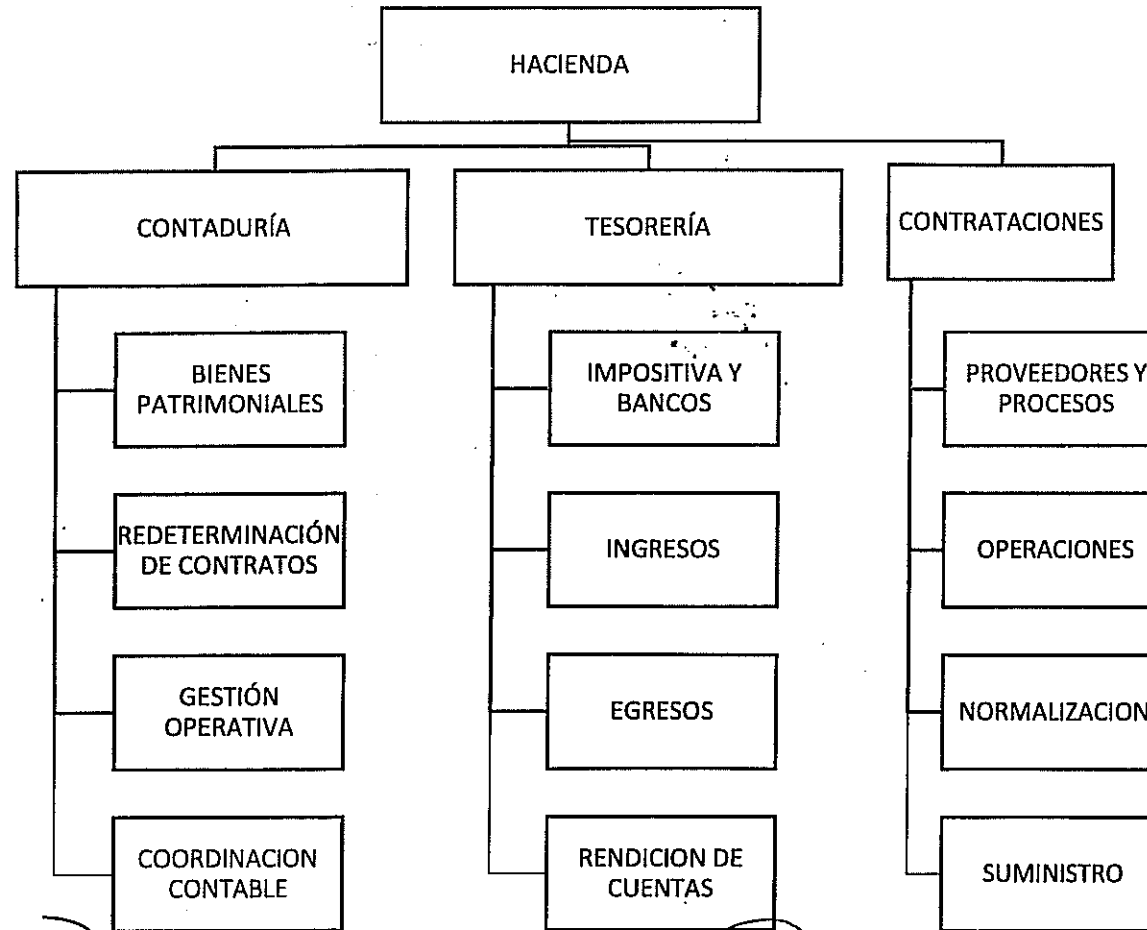 HACIENDA
CONTADURÍA
TESORERÍA
CONTRATACIONES
BIENES
PATRIMONIALES
IMPOSITIVA Y
BANCOS
PROVEEDORES Y
PROCESOS
REDETERMINACIÓN
DE CONTRATOS
INGRESOS
OPERACIONES
GESTIÓN
OPERATIVA
EGRESOS
NORMALIZACION
COORDINACION
CONTABLE
RENDICION DE
CUENTAS
SUMINISTRO